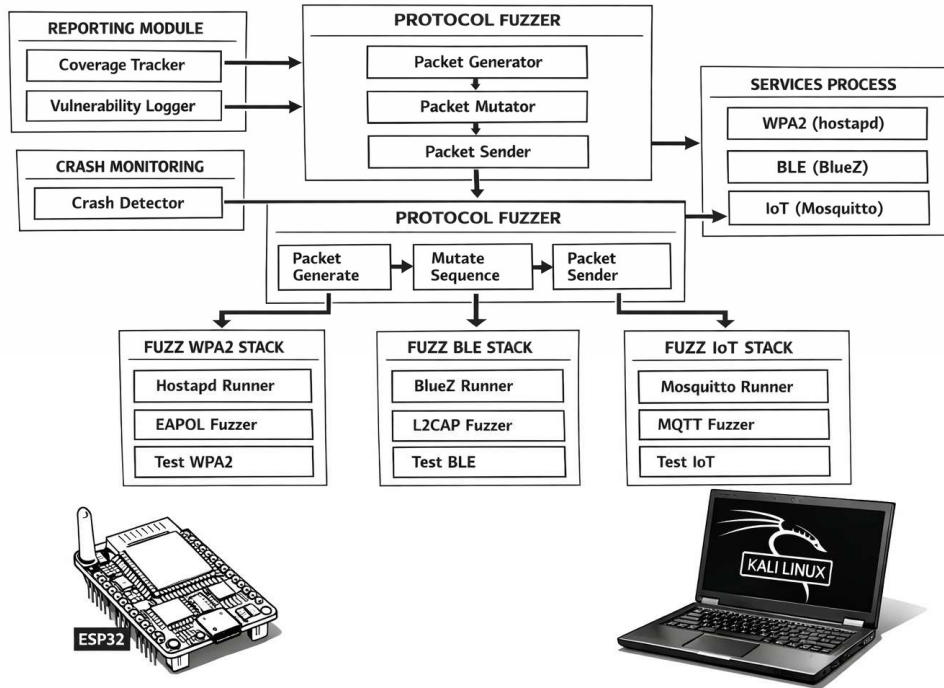 REPORTING MODULE
Coverage Tracker
Vulnerability Logger
CRASH MONITORING
Crash Detector
PROTOCOL FUZZER
Packet Generator
Packet Mutator
Packet Sender
SERVICES PROCESS
WPA2 (hostapd)
BLE (BlueZ)
IoT (Mosquitto)
PROTOCOL FUZZER
Packet
Generate
Mutate
Sequence
Packet
Sender
FUZZ WPA2 STACK
Hostapd Runner
EAPOL Fuzzer
Test WPA2
FUZZ BLE STACK
BlueZ Runner
L2CAP Fuzzer
Test BLE
FUZZ IoT STACK
Mosquitto Runner
MQTT Fuzzer
Test IoT
ESP32
KALI LINUX